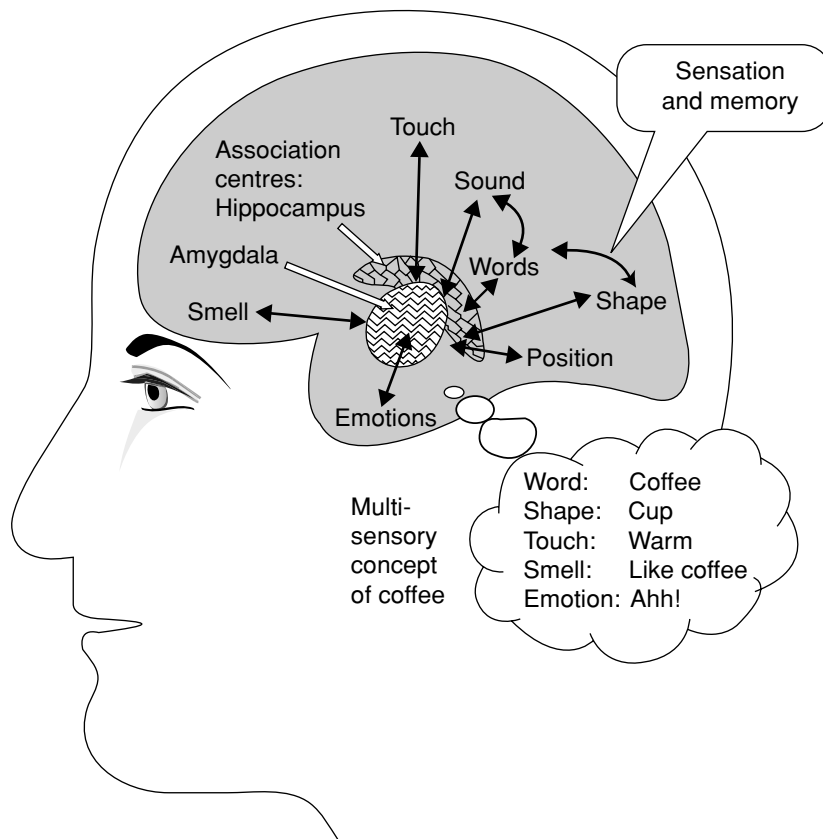 Sensation
and memory
Touch
Association
centres:
Hippocampus
Sound
Amygdala
Words
Smell
Shape
Position
Emotions
Multi-
sensory
concept
of coffee
Word: Coffee
Shape: Cup
Touch: Warm
Smell: Like coffee
Emotion: Ahh!